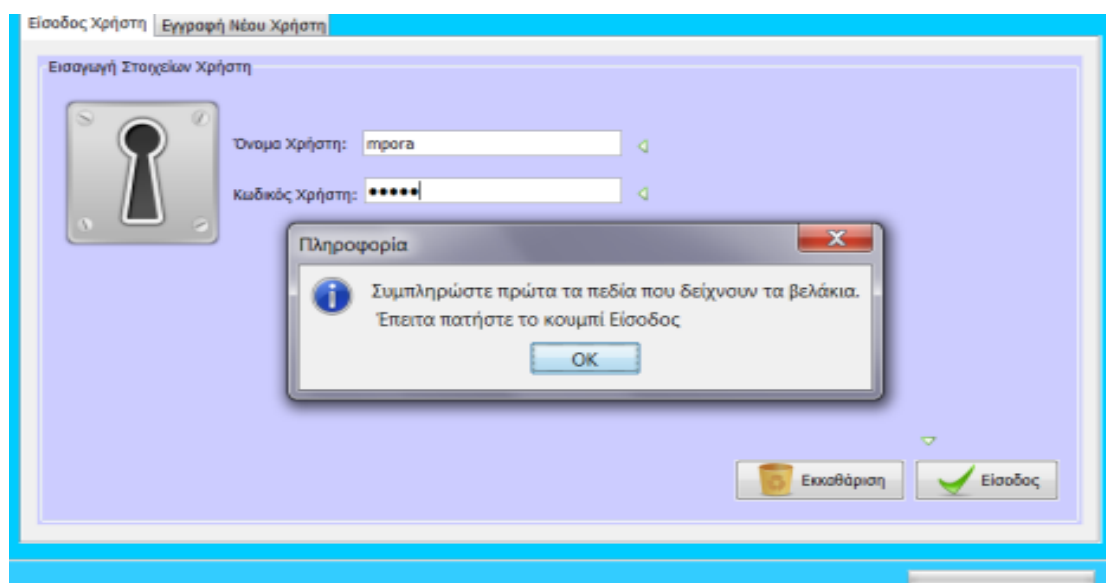 Είσοδος Χρήστη Εγγραφή Νέου Χρήστη
Εισαγωγή Στοιχείων Χρήστη
Όνομα Χρήστη: mpora
Κωδικός Χρήστη: •••••
Πληροφορία
Συμπληρώστε πρώτα τα πεδία που δείχνουν τα βελάκια.
Έπειτα πατήστε το κουμπί Είσοδος
OK
Εκκαθάριση Είσοδος